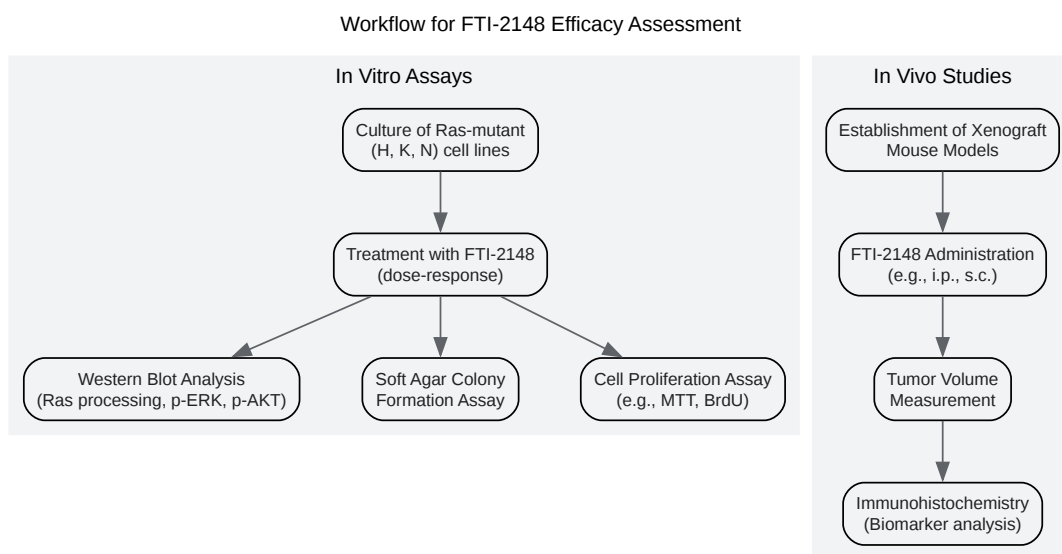 Workflow for FTI-2148 Efficacy Assessment
In Vitro Assays
Culture of Ras-mutant
(H, K, N) cell lines
Treatment with FTI-2148
(dose-response)
Western Blot Analysis
(Ras processing, p-ERK, p-AKT)
Soft Agar Colony
Formation Assay
Cell Proliferation Assay
(e.g., MTT, BrdU)
In Vivo Studies
Establishment of Xenograft
Mouse Models
FTI-2148 Administration
(e.g., i.p., s.c.)
Tumor Volume
Measurement
Immunohistochemistry
(Biomarker analysis)